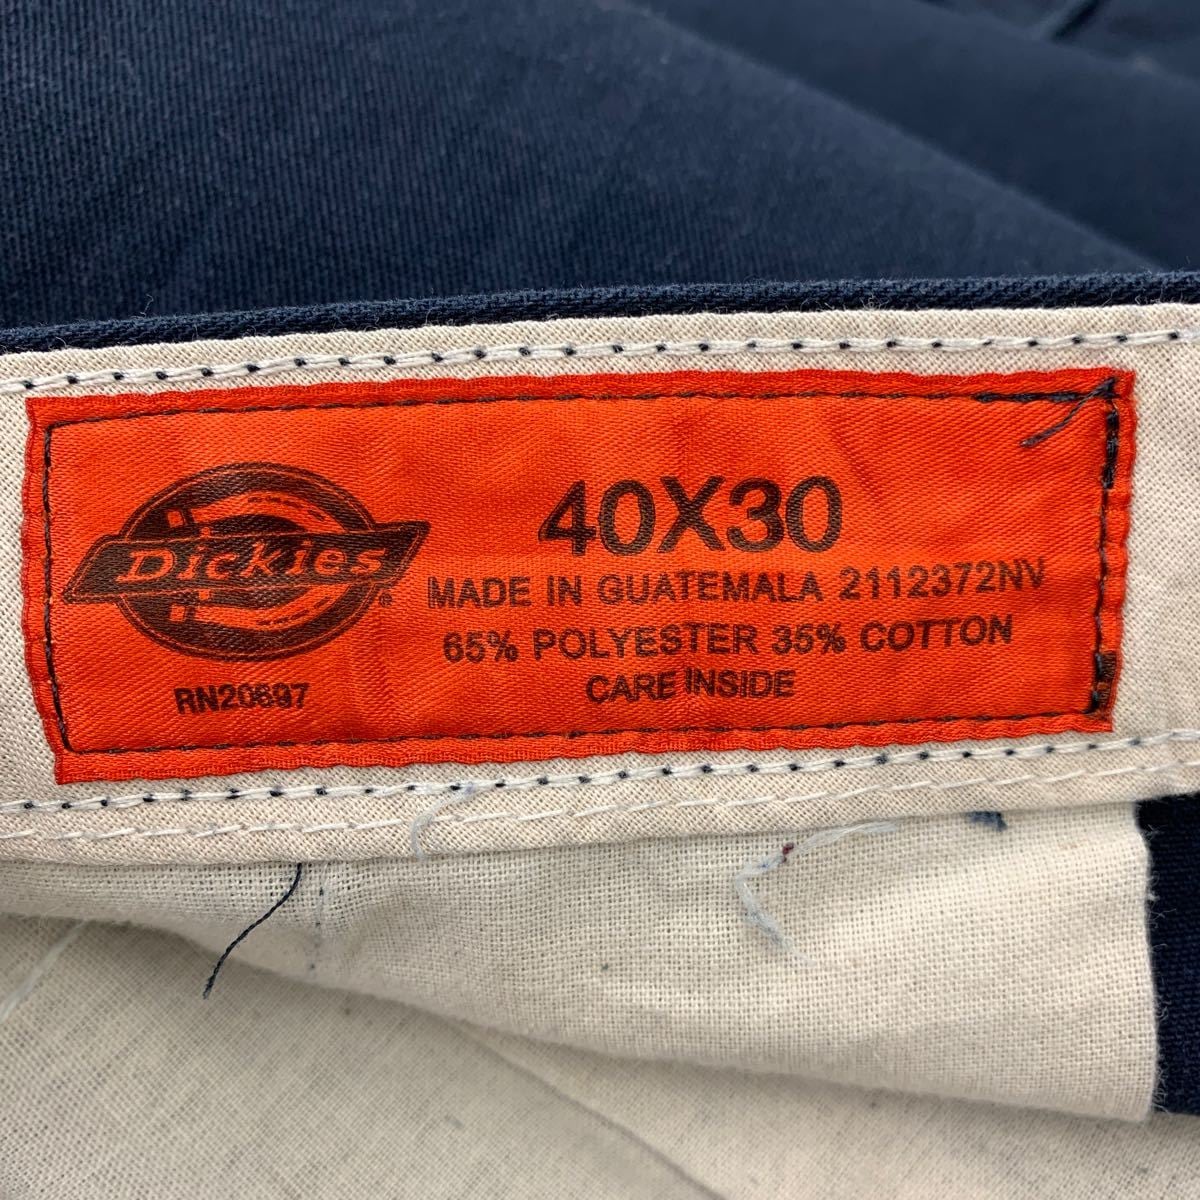 Dickies®
RN20697
40X30
MADE IN GUATEMALA 2112372NV
65% POLYESTER 35% COTTON
CARE INSIDE